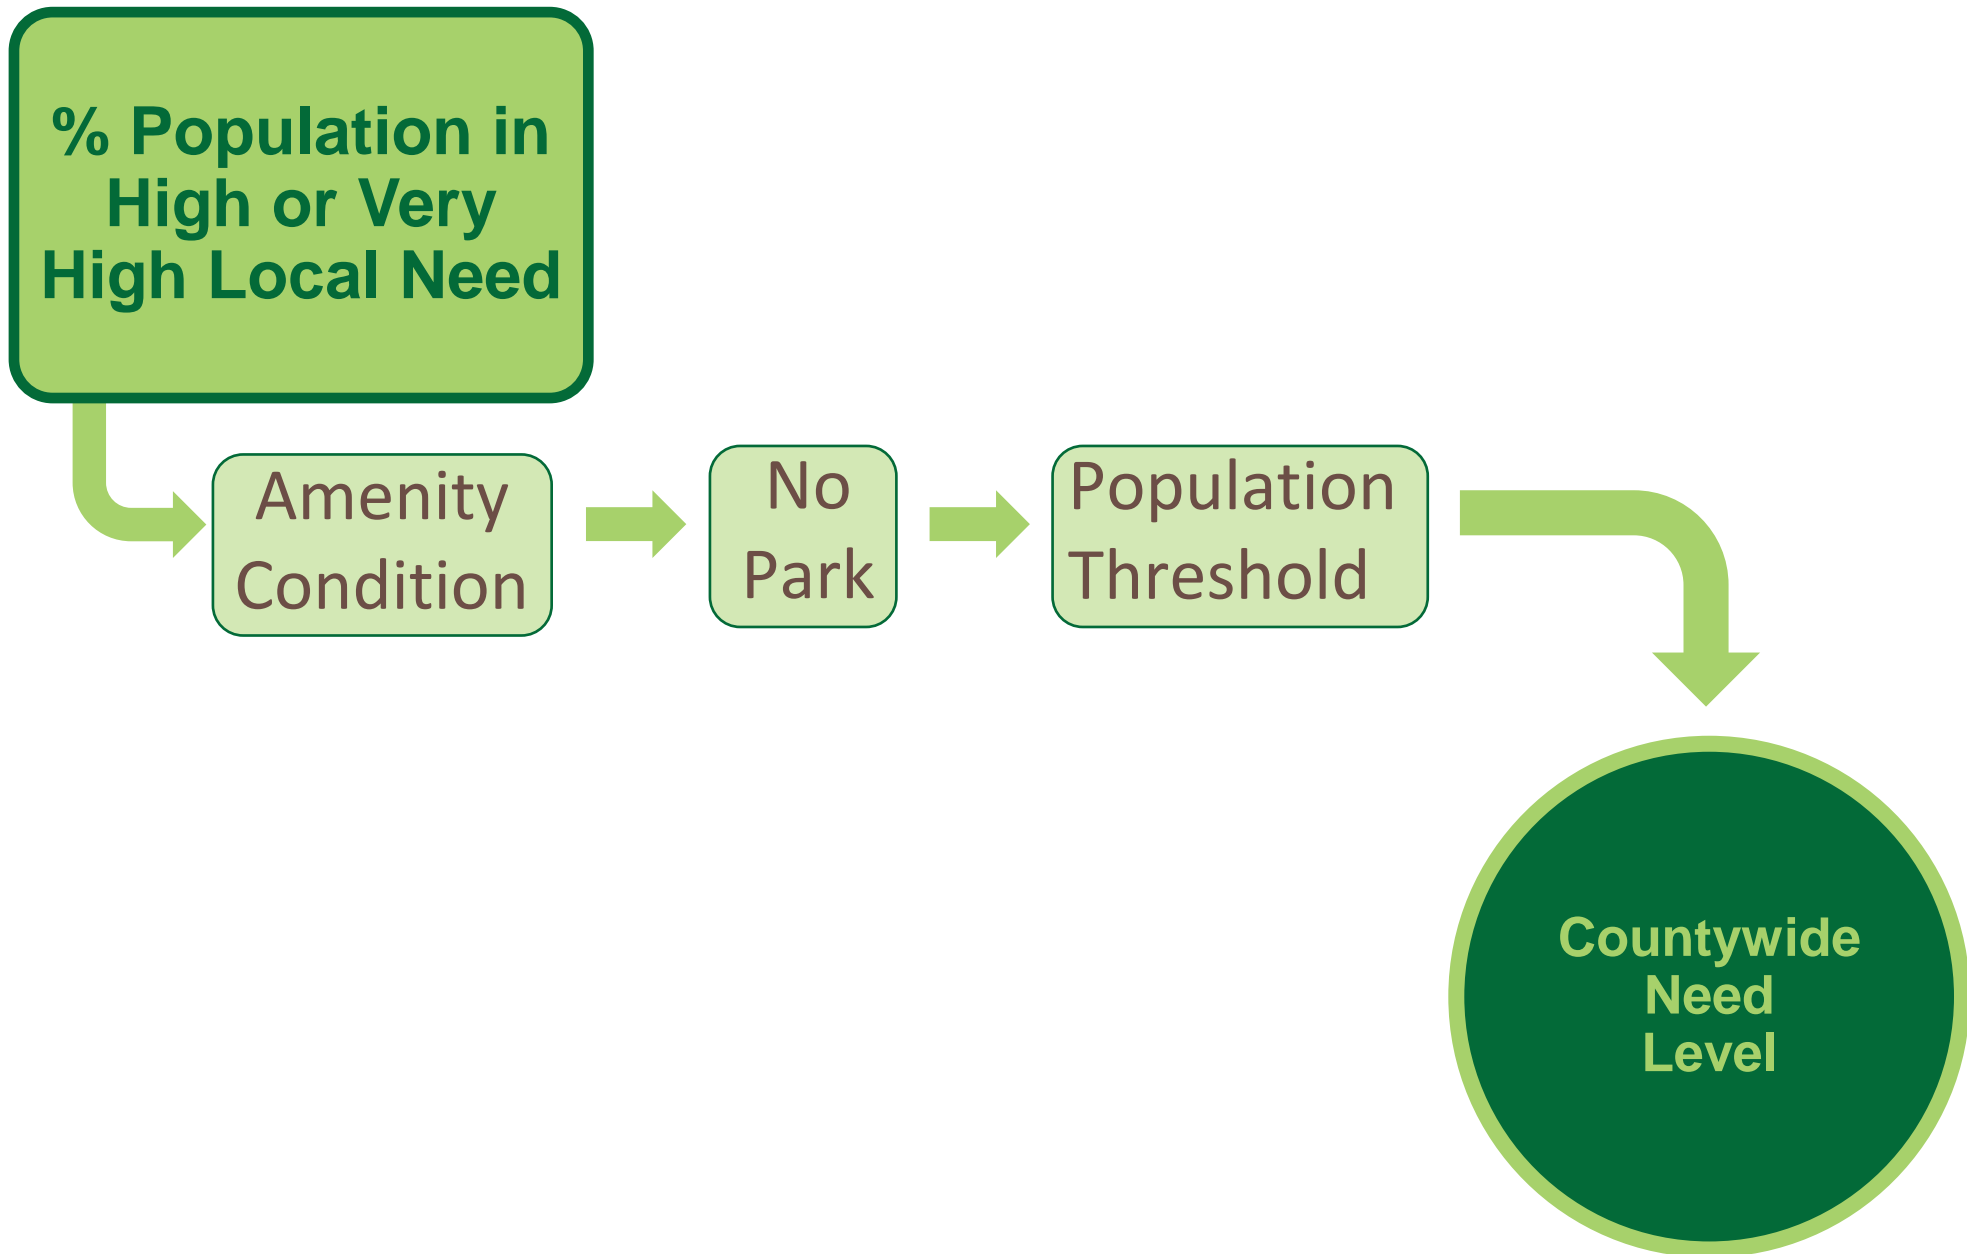 % Population in
High or Very
High Local Need
Amenity
Condition
No
Park
Population
Threshold
Countywide
Need
Level